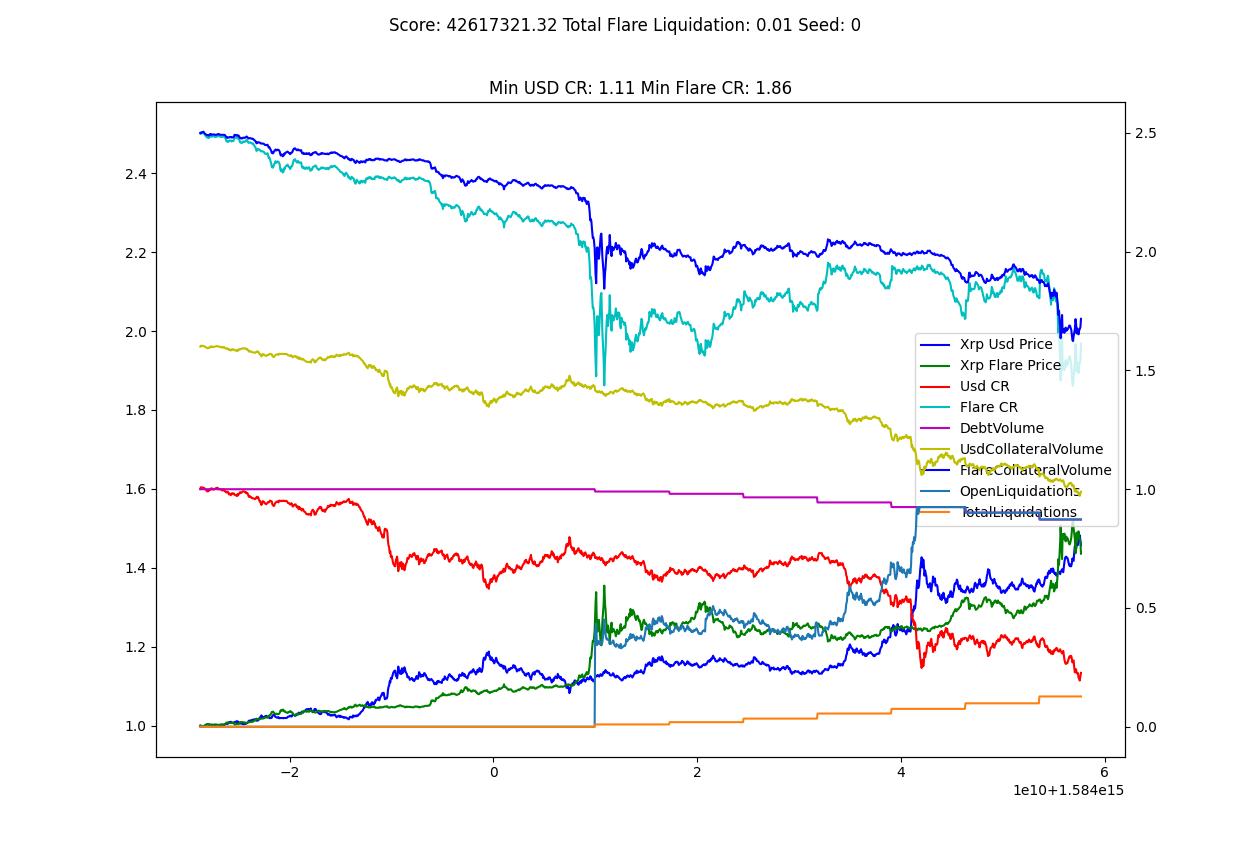 Score: 42617321.32 Total Flare Liquidation: 0.01 Seed: 0
Min USD CR: 1.11 Min Flare CR: 1.86
2.4
2.2
2.0
1.8
1.6
1.4
1.2
1.0
2.5
2.0
1.5
1.0
0.5
0.0
Xrp Usd Price
Xrp Flare Price
Usd CR
Flare CR
DebtVolume
UsdCollateralVolume
FlareCollateralVolume
OpenLiquidations
TotalLiquidations
−2 0 2 4 6
1e10+1.584e15